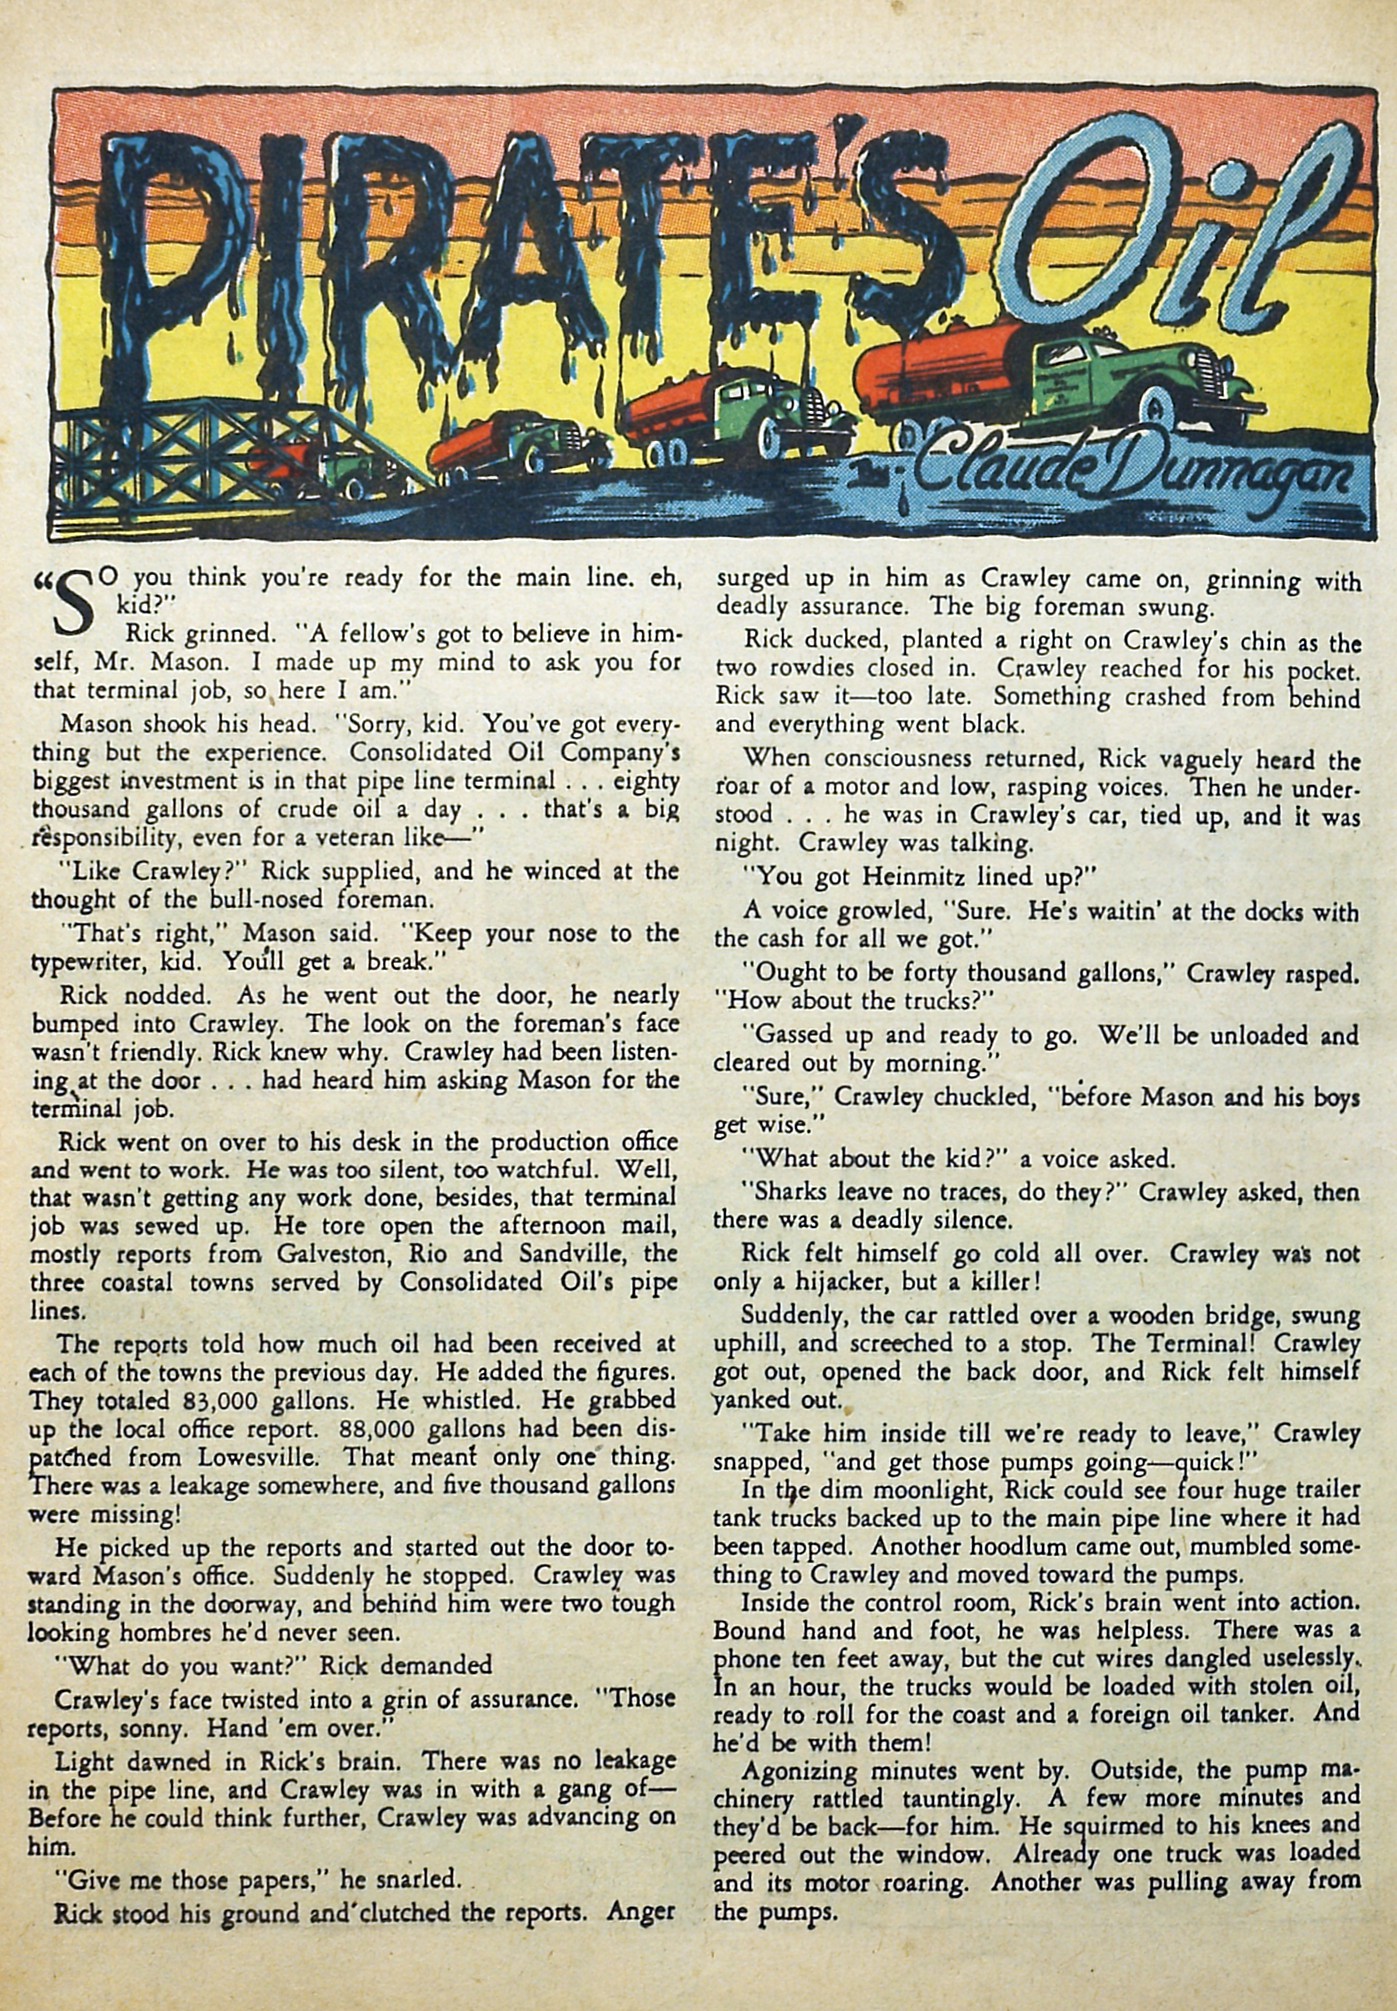 PIRATE'S Oil
By: Claude Dunnagan
"SO you think you're ready for the main line. eh,
kid?"
Rick grinned. "A fellow's got to believe in him-
self, Mr. Mason. I made up my mind to ask you for
that terminal job, so here I am."
Mason shook his head. "Sorry, kid. You've got every-
thing but the experience. Consolidated Oil Company's
biggest investment is in that pipe line terminal . . . eighty
thousand gallons of crude oil a day . . . that's a big
responsibility, even for a veteran like—"
"Like Crawley?" Rick supplied, and he winced at the
thought of the bull-nosed foreman.
"That's right," Mason said. "Keep your nose to the
typewriter, kid. You'll get a break."
Rick nodded. As he went out the door, he nearly
bumped into Crawley. The look on the foreman's face
wasn't friendly. Rick knew why. Crawley had been listen-
ing at the door . . . had heard him asking Mason for the
terminal job.
Rick went on over to his desk in the production office
and went to work. He was too silent, too watchful. Well,
that wasn't getting any work done, besides, that terminal
job was sewed up. He tore open the afternoon mail,
mostly reports from Galveston, Rio and Sandville, the
three coastal towns served by Consolidated Oil's pipe
lines.
The reports told how much oil had been received at
each of the towns the previous day. He added the figures.
They totaled 83,000 gallons. He whistled. He grabbed
up the local office report. 88,000 gallons had been dis-
patched from Lowesville. That meant only one thing.
There was a leakage somewhere, and five thousand gallons
were missing!
He picked up the reports and started out the door to-
ward Mason's office. Suddenly he stopped. Crawley was
standing in the doorway, and behind him were two tough
looking hombres he'd never seen.
"What do you want?" Rick demanded
Crawley's face twisted into a grin of assurance. "Those
reports, sonny. Hand 'em over."
Light dawned in Rick's brain. There was no leakage
in the pipe line, and Crawley was in with a gang of—
Before he could think further, Crawley was advancing on
him.
"Give me those papers," he snarled.
Rick stood his ground and clutched the reports. Anger
surged up in him as Crawley came on, grinning with
deadly assurance. The big foreman swung.
Rick ducked, planted a right on Crawley's chin as the
two rowdies closed in. Crawley reached for his pocket.
Rick saw it—too late. Something crashed from behind
and everything went black.
When consciousness returned, Rick vaguely heard the
roar of a motor and low, rasping voices. Then he under-
stood . . . he was in Crawley's car, tied up, and it was
night. Crawley was talking.
"You got Heinmitz lined up?"
A voice growled, "Sure. He's waitin' at the docks with
the cash for all we got."
"Ought to be forty thousand gallons," Crawley rasped.
"How about the trucks?"
"Gassed up and ready to go. We'll be unloaded and
cleared out by morning."
"Sure," Crawley chuckled, "before Mason and his boys
get wise."
"What about the kid?" a voice asked.
"Sharks leave no traces, do they?" Crawley asked, then
there was a deadly silence.
Rick felt himself go cold all over. Crawley was not
only a hijacker, but a killer!
Suddenly, the car rattled over a wooden bridge, swung
uphill, and screeched to a stop. The Terminal! Crawley
got out, opened the back door, and Rick felt himself
yanked out.
"Take him inside till we're ready to leave," Crawley
snapped, "and get those pumps going—quick!"
In the dim moonlight, Rick could see four huge trailer
tank trucks backed up to the main pipe line where it had
been tapped. Another hoodlum came out, mumbled some-
thing to Crawley and moved toward the pumps.
Inside the control room, Rick's brain went into action.
Bound hand and foot, he was helpless. There was a
phone ten feet away, but the cut wires dangled uselessly.
In an hour, the trucks would be loaded with stolen oil,
ready to roll for the coast and a foreign oil tanker. And
he'd be with them!
Agonizing minutes went by. Outside, the pump ma-
chinery rattled tauntingly. A few more minutes and
they'd be back—for him. He squirmed to his knees and
peered out the window. Already one truck was loaded
and its motor roaring. Another was pulling away from
the pumps.